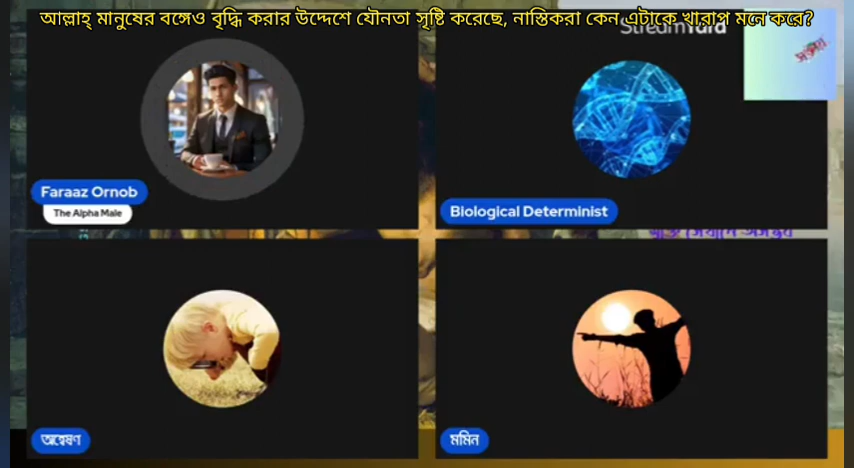 আল্লাহ্ মানুষের বঙ্গেও বৃদ্ধি করার উদ্দেশে যৌনতা সৃষ্টি করেছে, নাস্তিকরা কেন এটাকে খারাপ মনে করে?
StreamYard
Faraaz Ornob
The Alpha Male
Biological Determinist
অন্বেষণ
মমিন